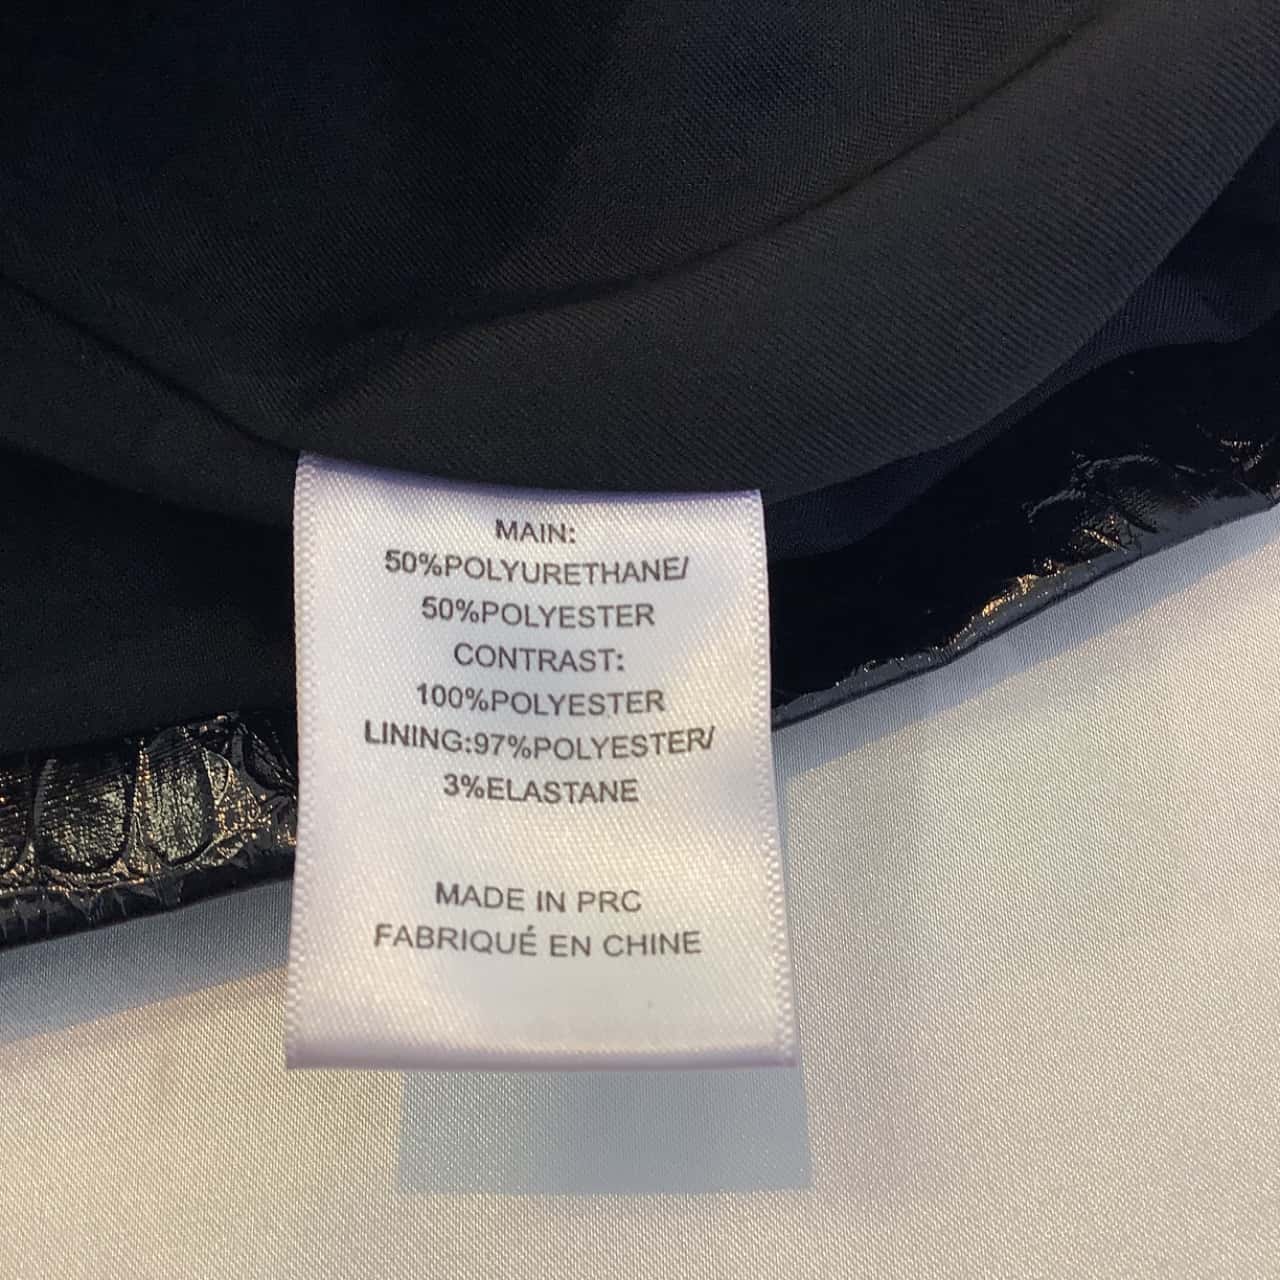 MAIN:
50%POLYURETHANE/
50%POLYESTER
CONTRAST:
100%POLYESTER
LINING:97%POLYESTER/
3%ELASTANE
MADE IN PRC
FABRIQUÉ EN CHINE